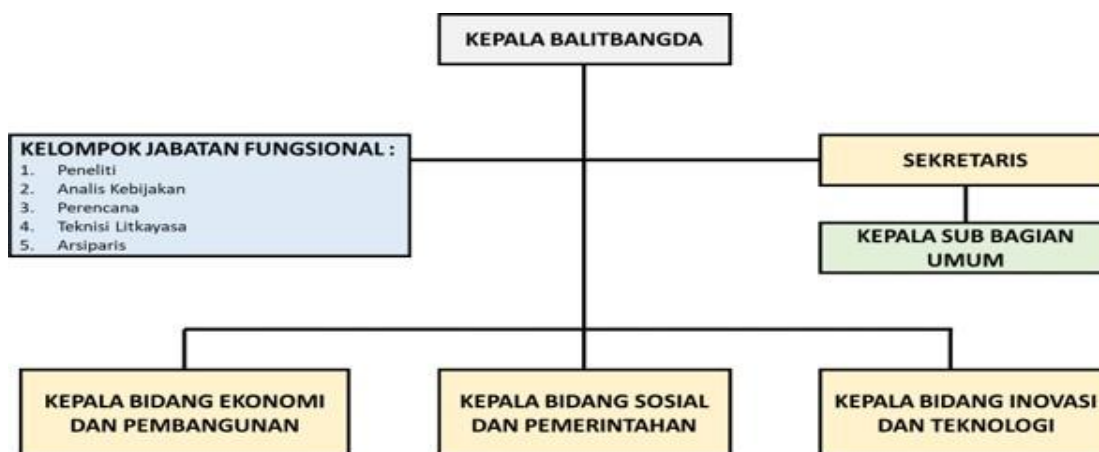 KEPALA BALITBANGDA
KELOMPOK JABATAN FUNGSIONAL :
1. Peneliti
2. Analis Kebijakan
3. Perencana
4. Teknisi Litkayasa
5. Arsiparis
SEKRETARIS
KEPALA SUB BAGIAN
UMUM
KEPALA BIDANG EKONOMI
DAN PEMBANGUNAN
KEPALA BIDANG SOSIAL
DAN PEMERINTAHAN
KEPALA BIDANG INOVASI
DAN TEKNOLOGI